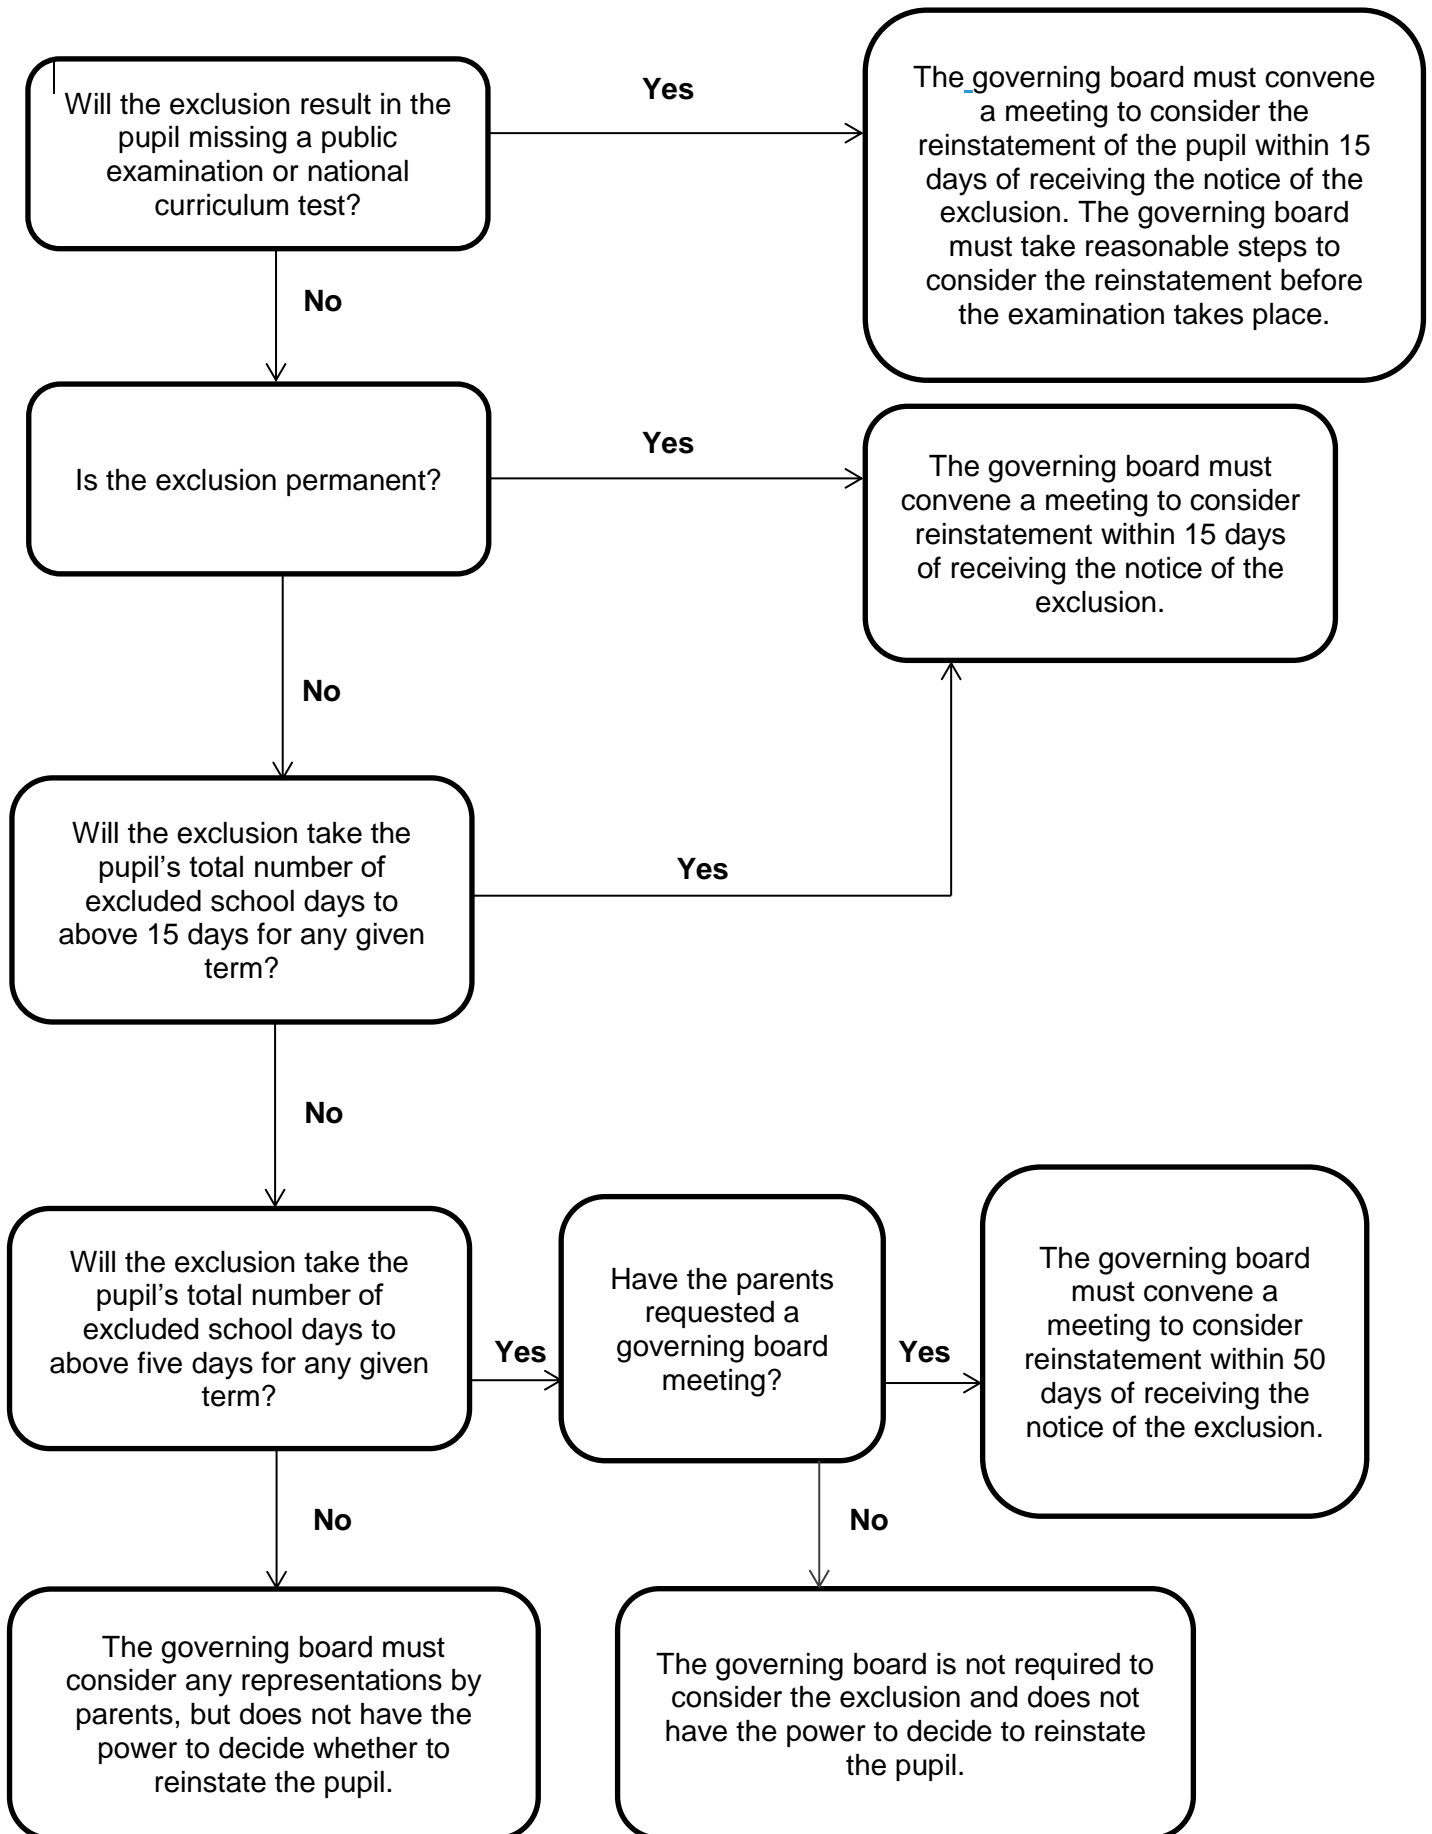 Will the exclusion result in the
pupil missing a public
examination or national
curriculum test?
Yes
The governing board must convene
a meeting to consider the
reinstatement of the pupil within 15
days of receiving the notice of the
exclusion. The governing board
must take reasonable steps to
consider the reinstatement before
the examination takes place.
No
Is the exclusion permanent?
Yes
The governing board must
convene a meeting to consider
reinstatement within 15 days
of receiving the notice of the
exclusion.
No
Will the exclusion take the
pupil’s total number of
excluded school days to
above 15 days for any given
term?
Yes
No
Will the exclusion take the
pupil’s total number of
excluded school days to
above five days for any given
term?
Yes
Have the parents
requested a
governing board
meeting?
Yes
The governing board
must convene a
meeting to consider
reinstatement within 50
days of receiving the
notice of the exclusion.
No
No
The governing board must
consider any representations by
parents, but does not have the
power to decide whether to
reinstate the pupil.
The governing board is not required to
consider the exclusion and does not
have the power to decide to reinstate
the pupil.